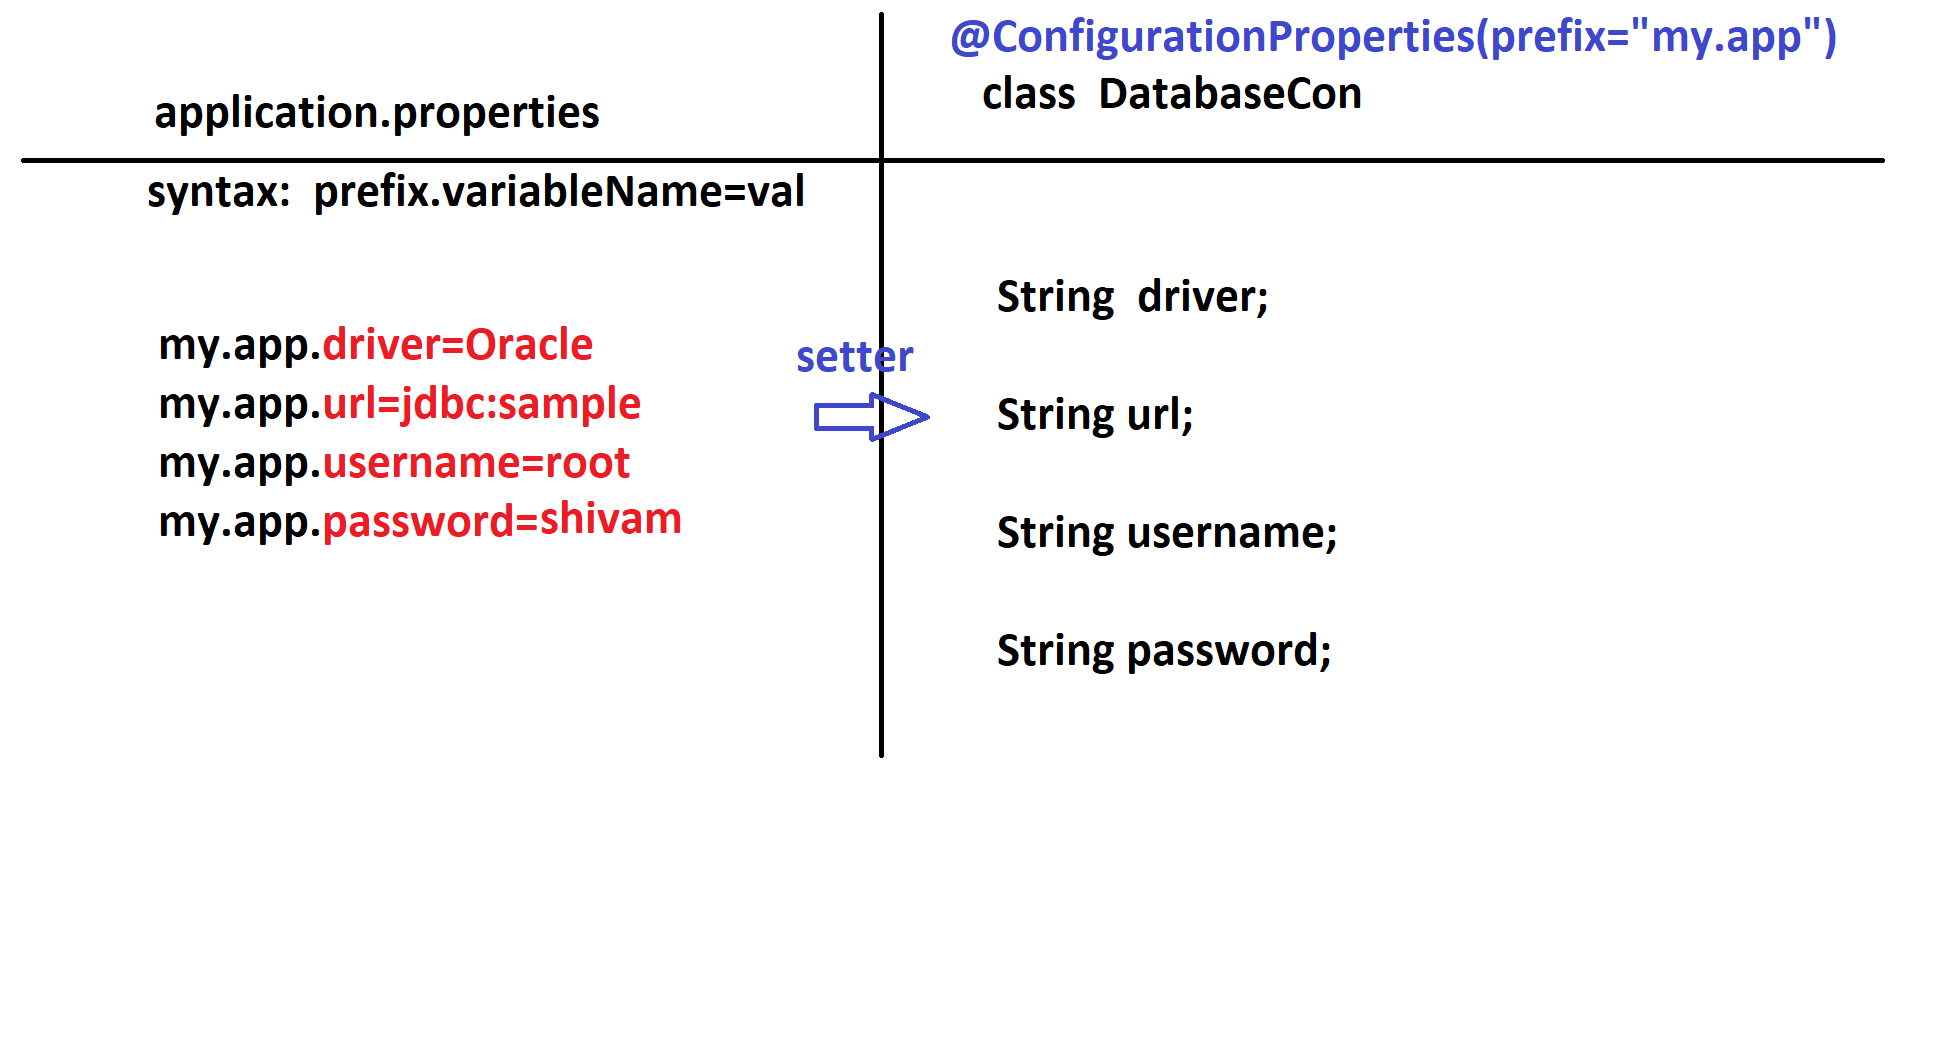 @ConfigurationProperties(prefix="my.app")
class  DatabaseCon
application.properties
syntax:  prefix.variableName=val
my.app.driver=Oracle
my.app.url=jdbc:sample
my.app.username=root
my.app.password=shivam
setter
String  driver;
String url;
String username;
String password;